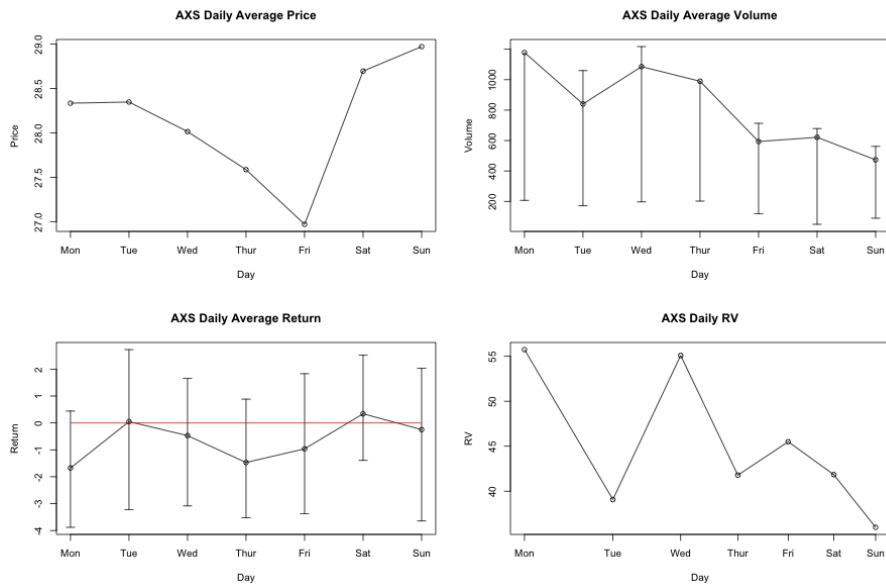 AXS Daily Average Price
Price
29.0
28.5
28.0
27.5
27.0
Mon Tue Wed Thur Fri Sat Sun
Day
AXS Daily Average Volume
Volume
1000
800
600
400
200
Mon Tue Wed Thur Fri Sat Sun
Day
AXS Daily Average Return
Return
2
1
0
-1
-2
-3
-4
Mon Tue Wed Thur Fri Sat Sun
Day
AXS Daily RV
RV
55
50
45
40
Mon Tue Wed Thur Fri Sat Sun
Day